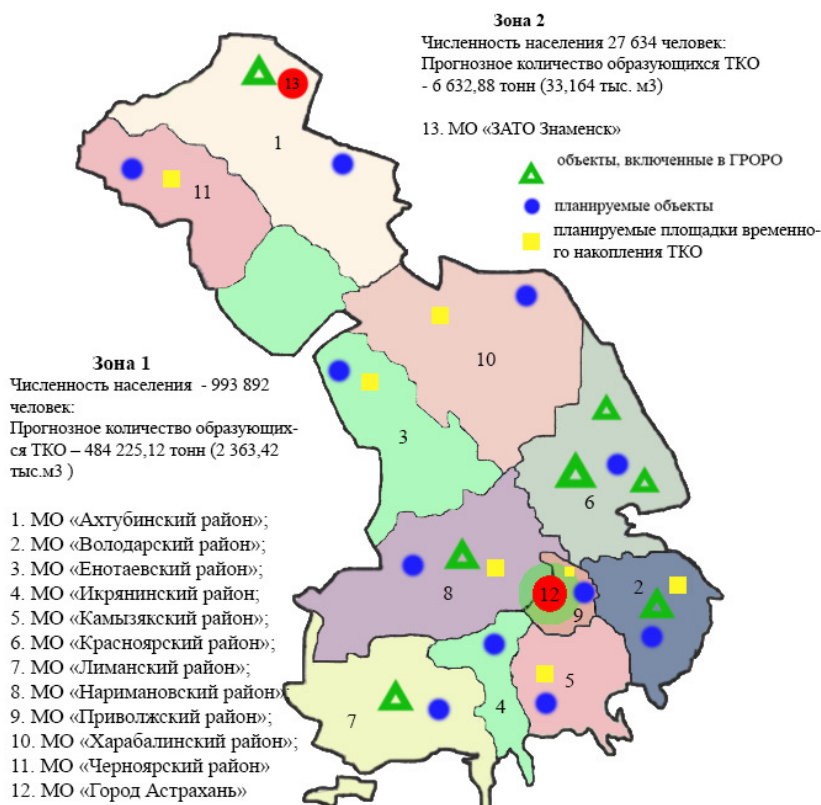 Зона 2
Численность населения 27 634 человек:
Прогнозное количество образующихся ТКО
- 6 632,88 тонн (33,164 тыс. м3)
13. МО «ЗАТО Знаменск»
объекты, включенные в ГРОРО
планируемые объекты
планируемые площадки временно-
го накопления ТКО
13
1
11
10
3
6
8
12
9
2
5
4
7
Зона 1
Численность населения - 993 892
человек:
Прогнозное количество образующих-
ся ТКО – 484 225,12 тонн (2 363,42
тыс.м3 )
1. МО «Ахтубинский район»;
2. МО «Володарский район»;
3. МО «Енотаевский район»;
4. МО «Икрянинский район;
5. МО «Камызякский район»;
6. МО «Красноярский район»;
7. МО «Лиманский район»;
8. МО «Наримановский район»;
9. МО «Приволжский район»;
10. МО «Харабалинский район»;
11. МО «Черноярский район»
12. МО «Город Астрахань»